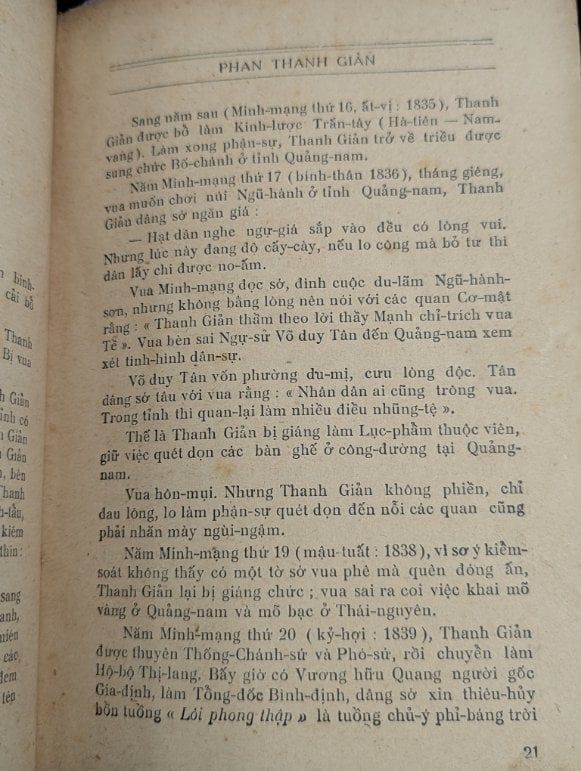 PHAN THANH GIẢN
Sang năm sau (Minh-mạng thứ 16, ất-vị : 1835), Thanh
Giản được bổ làm Kinh-lược Trấn-tây (Hà-tiên — Nam-
vang). Làm xong phận-sự, Thanh Giản trở về triều được
sung chức Bố-chánh ở tỉnh Quảng-nam.
Năm Minh-mạng thứ 17 (bính-thân 1836), tháng giêng,
vua muốn chơi núi Ngũ-hành ở tỉnh Quảng-nam, Thanh
Giản dâng sớ ngăn giá :
— Hạt dân nghe ngự-giá sắp vào đều có lòng vui.
Nhưng lúc này đang độ cấy-cày, nếu lo công mà bỏ tư thì
dân lấy chi được no-ấm.
Vua Minh-mạng đọc sớ, đình cuộc du-lãm Ngũ-hành-
sơn, nhưng không bằng lòng nên nói với các quan Cơ-mật
rằng : « Thanh Giản thầm theo lời thầy Mạnh chỉ-trích vua
Tề ». Vua bèn sai Ngự-sử Võ duy Tân đến Quảng-nam xem
xét tình-hình dân-sự.
Võ duy Tân vốn phường du-mị, cưu lòng độc. Tân
dâng sớ tâu với vua rằng : « Nhân dân ai cũng trông vua.
Trong tỉnh thì quan-lại làm nhiều điều nhũng-tệ ».
Thế là Thanh Giản bị giáng làm Lục-phẩm thuộc viên,
giữ việc quét dọn các bàn ghế ở công-đường tại Quảng-
nam.
Vua hôn-mụi. Nhưng Thanh Giản không phiền, chỉ
đau lòng, lo làm phận-sự quét dọn đến nỗi các quan cũng
phải nhăn mày ngùi-ngậm.
Năm Minh-mạng thứ 19 (mậu-tuất : 1838), vì sơ ý kiểm-
soát không thấy có một tờ sớ vua phê mà quên đóng ấn,
Thanh Giản lại bị giáng chức ; vua sai ra coi việc khai mõ
vàng ở Quảng-nam và mõ bạc ở Thái-nguyên.
Năm Minh-mạng thứ 20 (kỷ-hợi : 1839), Thanh Giản
được thuyên Thống-Chánh-sứ và Phó-sứ, rồi chuyển làm
Hộ-bộ Thị-lang. Bấy giờ có Vương hữu Quang người gốc
Gia-định, làm Tổng-đốc Bình-định, dâng sớ xin thiêu-hủy
bổn tuồng « Lôi phong thập » là tuồng chủ-ý phỉ-báng trời
21